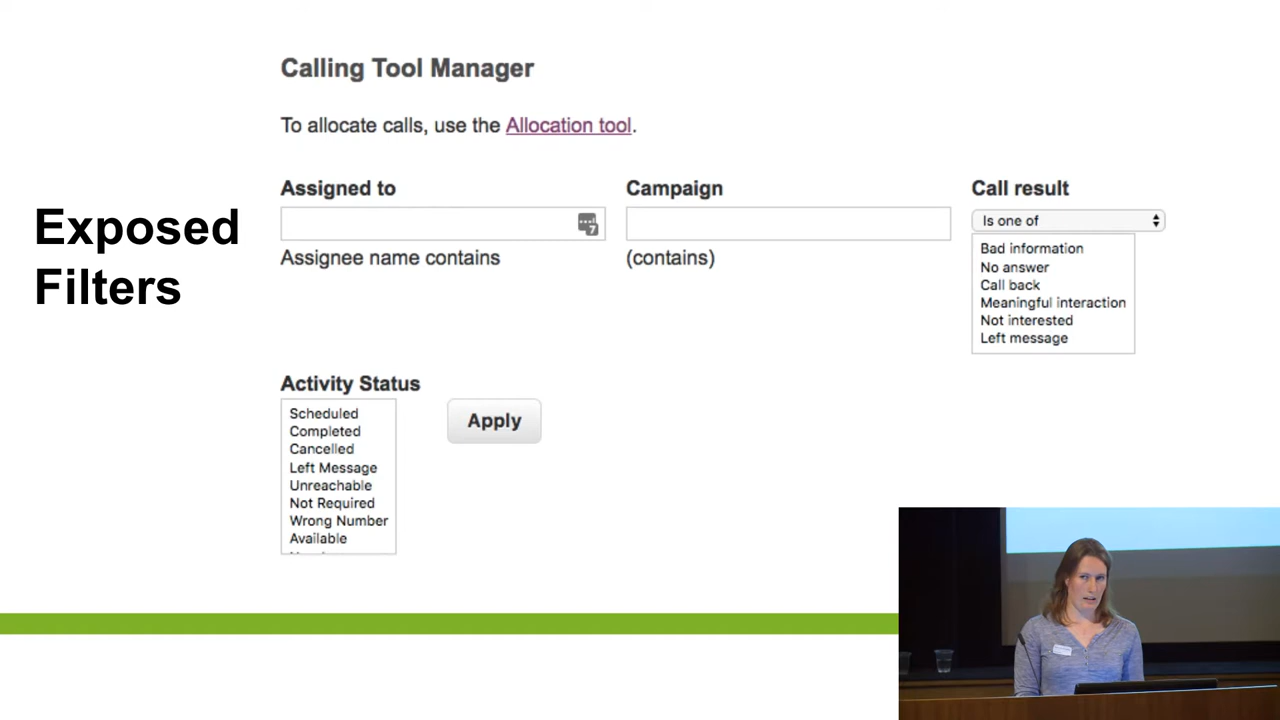 Calling Tool Manager
To allocate calls, use the Allocation tool.
Exposed
Filters
Assigned to
7
Assignee name contains
Campaign
(contains)
Call result
Is one of
Bad information
No answer
Call back
Meaningful interaction
Not interested
Left message
Activity Status
Scheduled
Completed
Cancelled
Left Message
Unreachable
Not Required
Wrong Number
Available
Apply